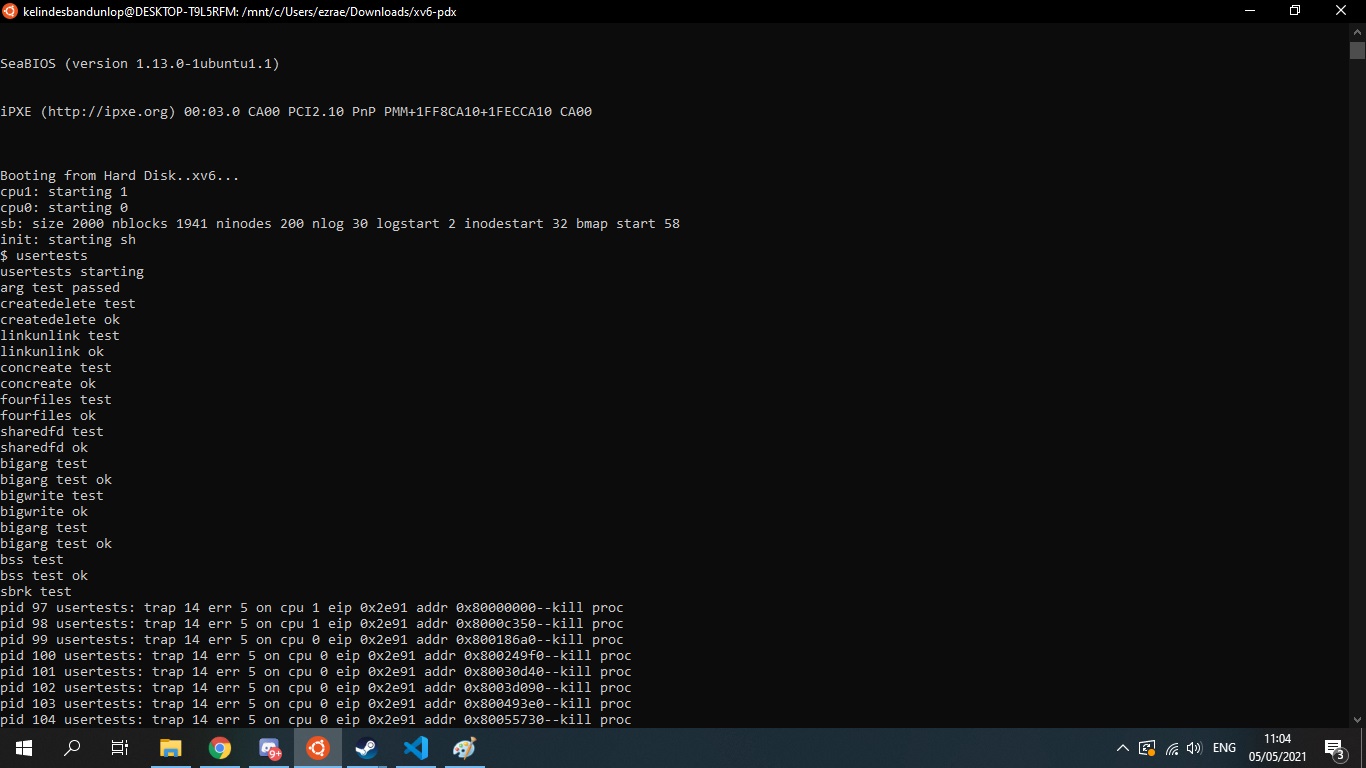 kelindesbandunlop@DESKTOP-T9L5RFM: /mnt/c/Users/ezrae/Downloads/xv6-pdx
SeaBIOS (version 1.13.0-1ubuntu1.1)
iPXE (http://ipxe.org) 00:03.0 CA00 PCI2.10 PnP PMM+1FF8CA10+1FECCA10 CA00
Booting from Hard Disk..xv6...
cpu1: starting 1
cpu0: starting 0
sb: size 2000 nblocks 1941 ninodes 200 nlog 30 logstart 2 inodestart 32 bmap start 58
init: starting sh
$ usertests
usertests starting
arg test passed
createdelete test
createdelete ok
linkunlink test
linkunlink ok
concreate test
concreate ok
fourfiles test
fourfiles ok
sharedfd test
sharedfd ok
bigarg test
bigarg test ok
bigwrite test
bigwrite ok
bigarg test
bigarg test ok
bss test
bss test ok
sbrk test
pid 97 usertests: trap 14 err 5 on cpu 1 eip 0x2e91 addr 0x80000000--kill proc
pid 98 usertests: trap 14 err 5 on cpu 1 eip 0x2e91 addr 0x8000c350--kill proc
pid 99 usertests: trap 14 err 5 on cpu 0 eip 0x2e91 addr 0x800186a0--kill proc
pid 100 usertests: trap 14 err 5 on cpu 0 eip 0x2e91 addr 0x800249f0--kill proc
pid 101 usertests: trap 14 err 5 on cpu 0 eip 0x2e91 addr 0x80030d40--kill proc
pid 102 usertests: trap 14 err 5 on cpu 0 eip 0x2e91 addr 0x8003d090--kill proc
pid 103 usertests: trap 14 err 5 on cpu 0 eip 0x2e91 addr 0x800493e0--kill proc
pid 104 usertests: trap 14 err 5 on cpu 0 eip 0x2e91 addr 0x80055730--kill proc
9+
ENG
11:04
05/05/2021
3